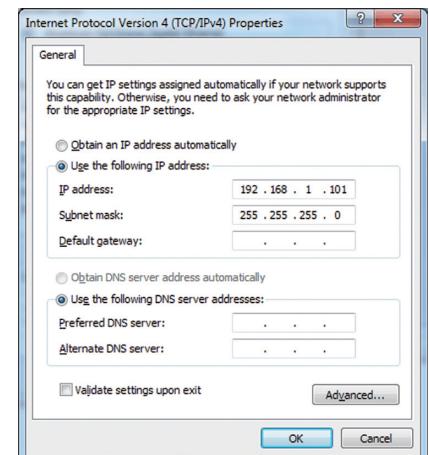 Internet Protocol Version 4 (TCP/IPv4) Properties
General
You can get IP settings assigned automatically if your network supports
this capability. Otherwise, you need to ask your network administrator
for the appropriate IP settings.
Obtain an IP address automatically
Use the following IP address:
IP address: 192 . 168 . 1 . 101
Subnet mask: 255 . 255 . 255 . 0
Default gateway: . . .
Obtain DNS server address automatically
Use the following DNS server addresses:
Preferred DNS server: . . .
Alternate DNS server: . . .
Validate settings upon exit
Advanced...
OK Cancel